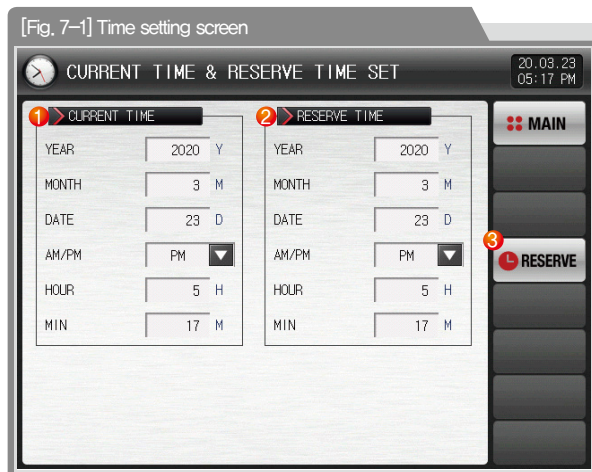 [Fig. 7-1] Time setting screen
CURRENT TIME & RESERVE TIME SET
20.03.23
05:17 PM
1 CURRENT TIME
YEAR 2020 Y
MONTH 3 M
DATE 23 D
AM/PM PM
HOUR 5 H
MIN 17 M
2 RESERVE TIME
YEAR 2020 Y
MONTH 3 M
DATE 23 D
AM/PM PM
HOUR 5 H
MIN 17 M
MAIN
3
RESERVE